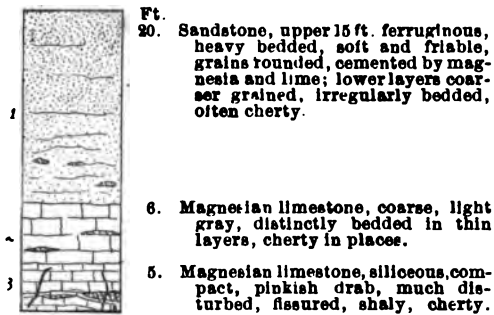 Ft.
20. Sandstone, upper 15 ft. ferruginous,
heavy bedded, soft and friable,
grains rounded, cemented by mag-
nesia and lime; lower layers coar-
ser grained, irregularly bedded,
often cherty.
1
6. Magnesian limestone, coarse, light
gray, distinctly bedded in thin
layers, cherty in places.
2
5. Magnesian limestone, siliceous, com-
pact, pinkish drab, much dis-
turbed, fissured, shaly, cherty.
3